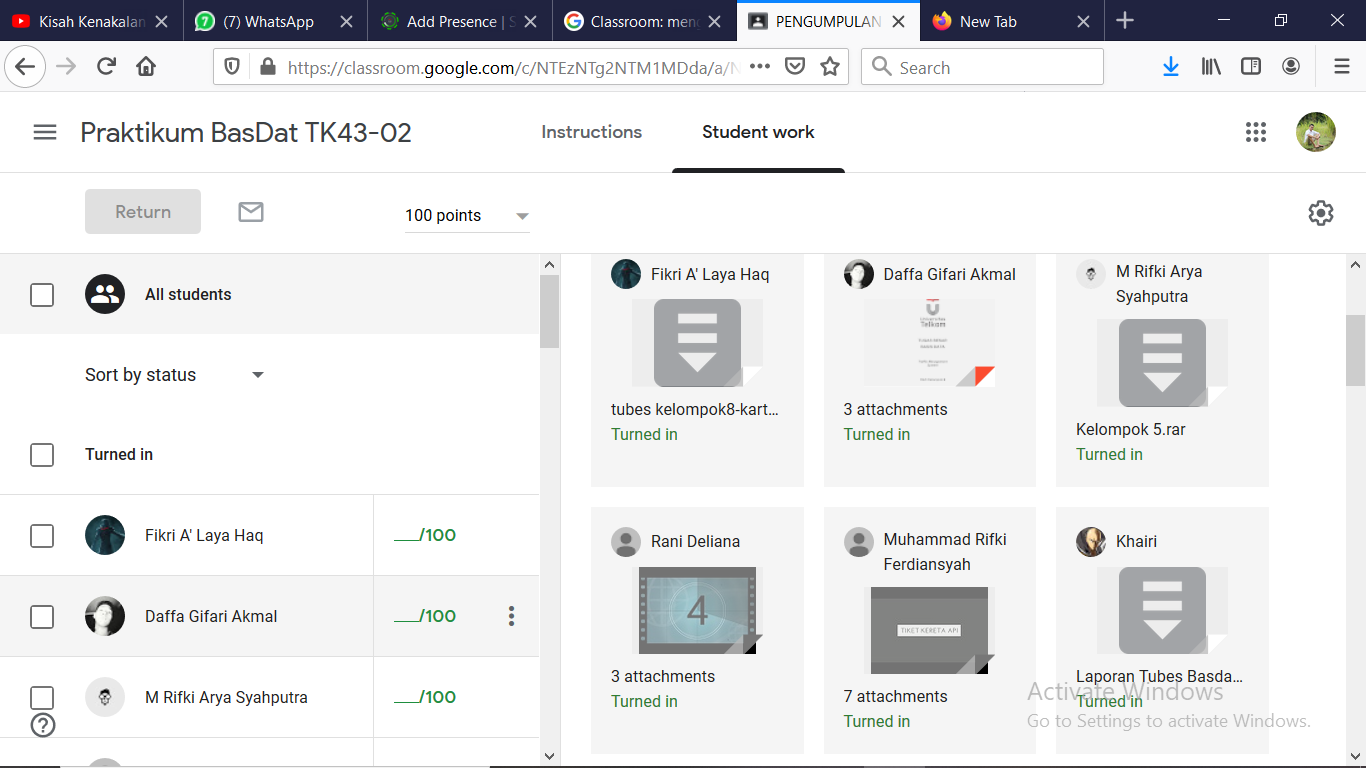 Kisah Kenakalan
(7) WhatsApp
Add Presence | S
Classroom: men
PENGUMPULAN
New Tab
https://classroom.google.com/c/NTEzNTg2NTM1MDda/a/N
Search
Praktikum BasDat TK43-02
Instructions
Student work
Return
100 points
All students
Sort by status
Turned in
Fikri A' Laya Haq
___/100
Daffa Gifari Akmal
___/100
M Rifki Arya Syahputra
___/100
Fikri A' Laya Haq
tubes kelompok8-kart...
Turned in
Daffa Gifari Akmal
Telkom
3 attachments
Turned in
M Rifki Arya
Syahputra
Kelompok 5.rar
Turned in
Rani Deliana
4
3 attachments
Turned in
Muhammad Rifki
Ferdiansyah
TIKET KERETA API
7 attachments
Turned in
Khairi
Laporan Tubes Basda...
Turned in
Activate Windows
Go to Settings to activate Windows.